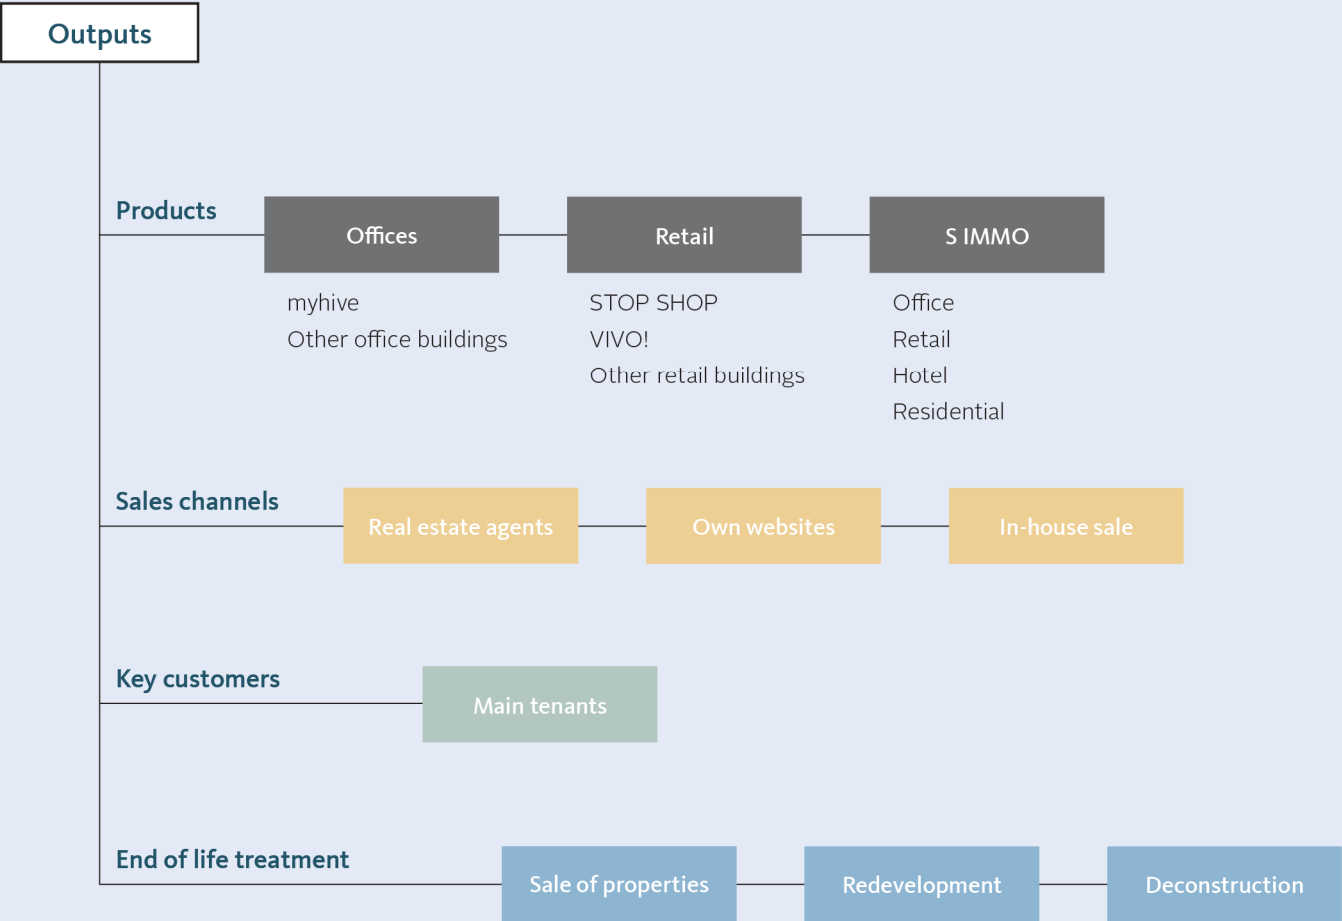 Outputs
Products
Offices
Retail
S IMMO
myhive
Other office buildings
STOP SHOP
VIVO!
Other retail buildings
Office
Retail
Hotel
Residential
Sales channels
Real estate agents
Own websites
In-house sale
Key customers
Main tenants
End of life treatment
Sale of properties
Redevelopment
Deconstruction